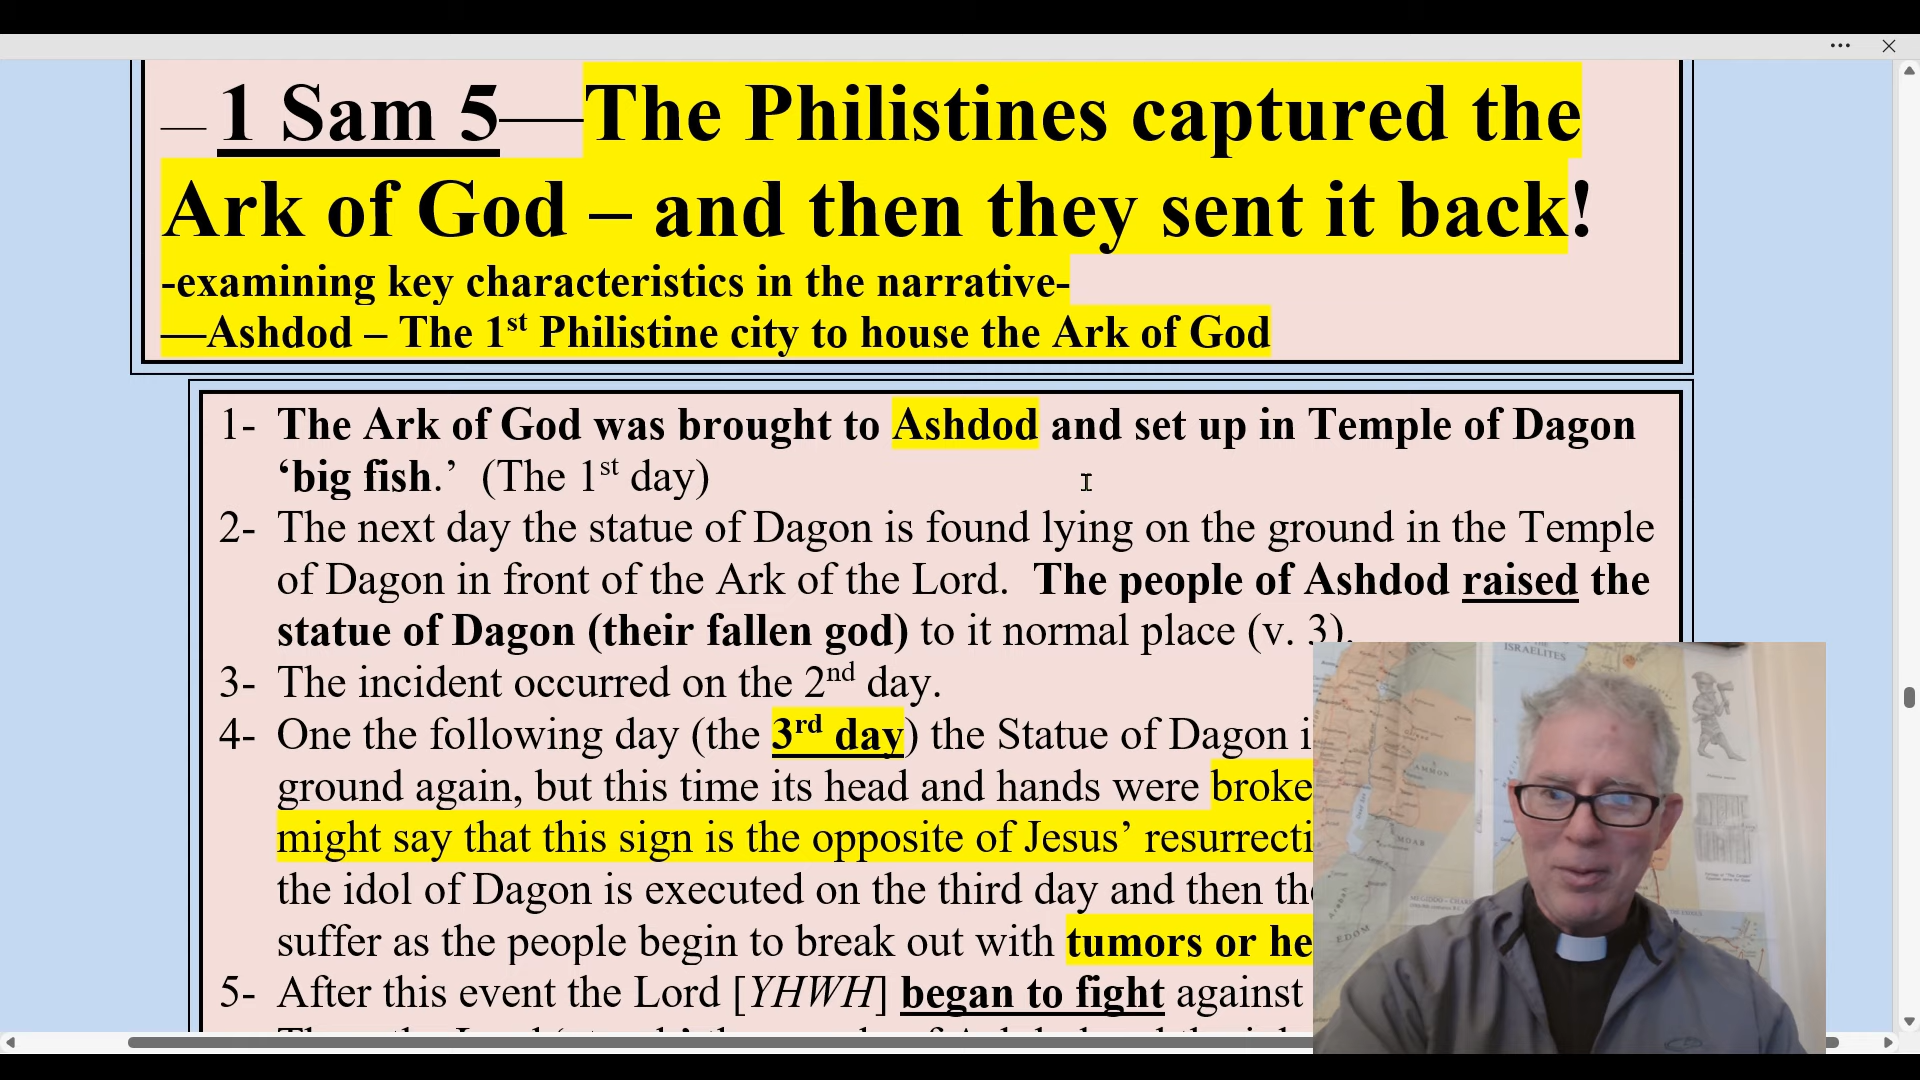 — 1 Sam 5—The Philistines captured the
Ark of God – and then they sent it back!
-examining key characteristics in the narrative-
—Ashdod – The 1st Philistine city to house the Ark of God
1- The Ark of God was brought to Ashdod and set up in Temple of Dagon
‘big fish.’ (The 1st day)
2- The next day the statue of Dagon is found lying on the ground in the Temple
of Dagon in front of the Ark of the Lord. The people of Ashdod raised the
statue of Dagon (their fallen god) to it normal place (v. 3).
3- The incident occurred on the 2nd day.
4- One the following day (the 3rd day) the Statue of Dagon i
ground again, but this time its head and hands were broke
might say that this sign is the opposite of Jesus’ resurrecti
the idol of Dagon is executed on the third day and then the
suffer as the people begin to break out with tumors or he
5- After this event the Lord [YHWH] began to fight against
ISRAELITES
AMMON
MOAB
EDOM